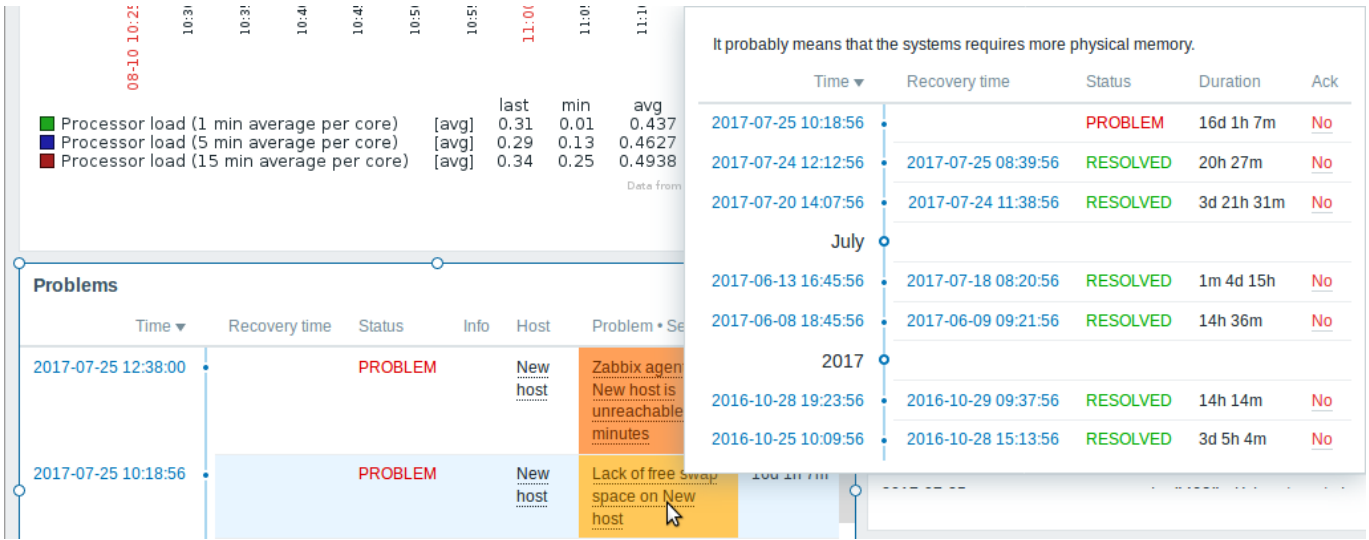 08-10 10:25
10:30
10:35
10:40
10:45
10:50
10:55
11:00
11:05
11:10
last min avg
Processor load (1 min average per core) [avg] 0.31 0.01 0.437
Processor load (5 min average per core) [avg] 0.29 0.13 0.4627
Processor load (15 min average per core) [avg] 0.34 0.25 0.4938
Data from
It probably means that the systems requires more physical memory.
Time ▼ Recovery time Status Duration Ack
2017-07-25 10:18:56 PROBLEM 16d 1h 7m No
2017-07-24 12:12:56 2017-07-25 08:39:56 RESOLVED 20h 27m No
2017-07-20 14:07:56 2017-07-24 11:38:56 RESOLVED 3d 21h 31m No
July
2017-06-13 16:45:56 2017-07-18 08:20:56 RESOLVED 1m 4d 15h No
2017-06-08 18:45:56 2017-06-09 09:21:56 RESOLVED 14h 36m No
2017
2016-10-28 19:23:56 2016-10-29 09:37:56 RESOLVED 14h 14m No
2016-10-25 10:09:56 2016-10-28 15:13:56 RESOLVED 3d 5h 4m No
Problems
Time ▼ Recovery time Status Info Host Problem • Se
2017-07-25 12:38:00 PROBLEM New Zabbix agen
host New host is
unreachable
minutes
2017-07-25 10:18:56 PROBLEM New Lack of free swap 16d 1h 7m
host space on New
host